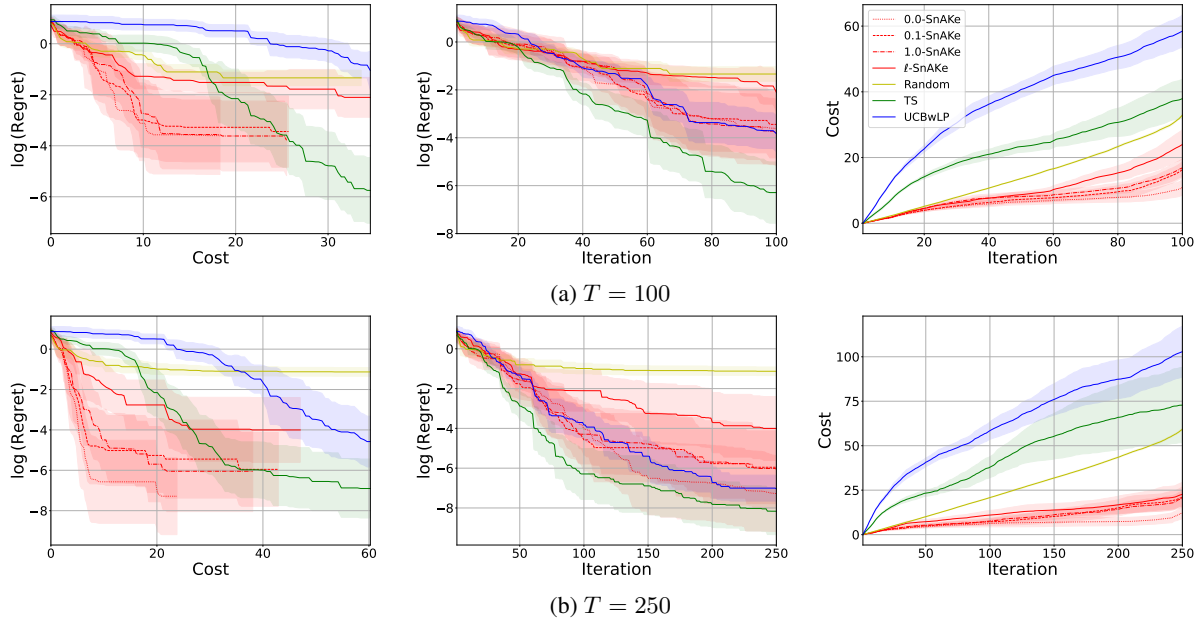 0
−2
−4
−6
log (Regret)
0
10
20
30
Cost
2
0
−2
−4
−6
−8
log (Regret)
20
40
60
80
100
Iteration
60
40
20
0
Cost
20
40
60
80
100
Iteration
0.0-SnAKe
0.1-SnAKe
1.0-SnAKe
ℓ-SnAKe
Random
TS
UCBwLP
(a) T = 100
0
−2
−4
−6
−8
log (Regret)
0
20
40
60
Cost
0
−2
−4
−6
−8
log (Regret)
50
100
150
200
250
Iteration
100
75
50
25
0
Cost
50
100
150
200
250
Iteration
(b) T = 250